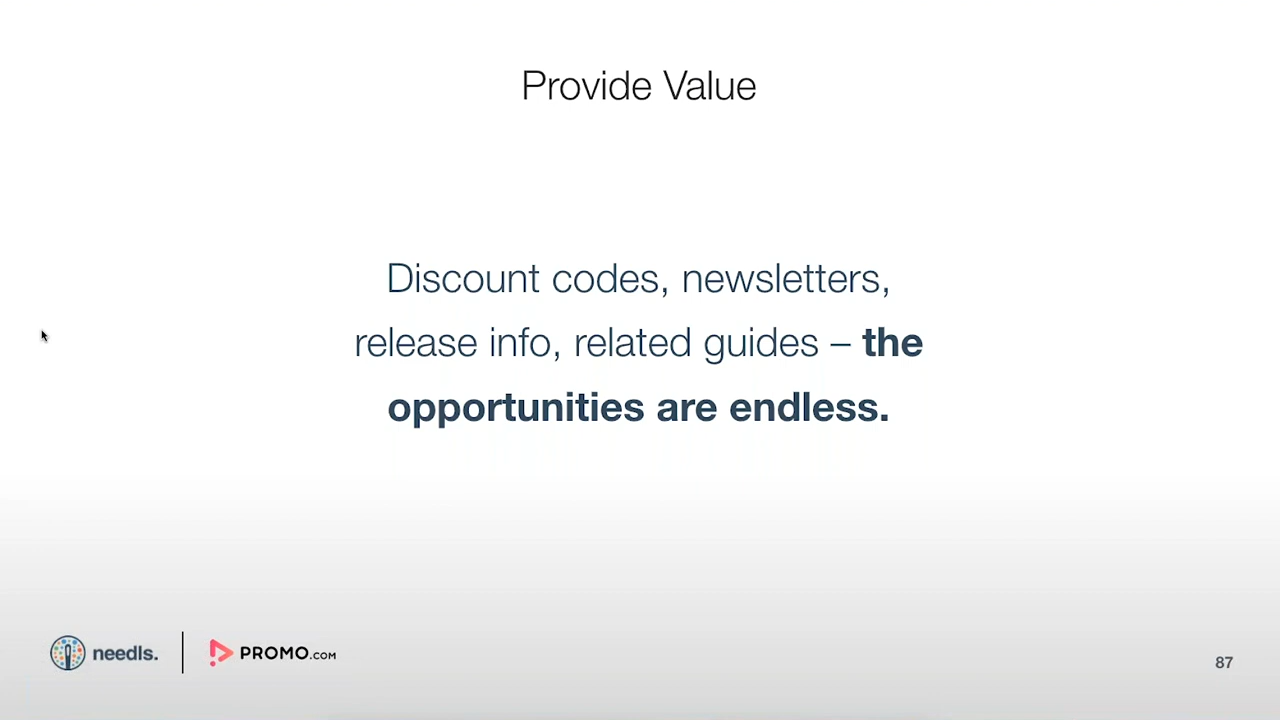 Provide Value
Discount codes, newsletters,
release info, related guides – the
opportunities are endless.
needls.
PROMO.COM
87